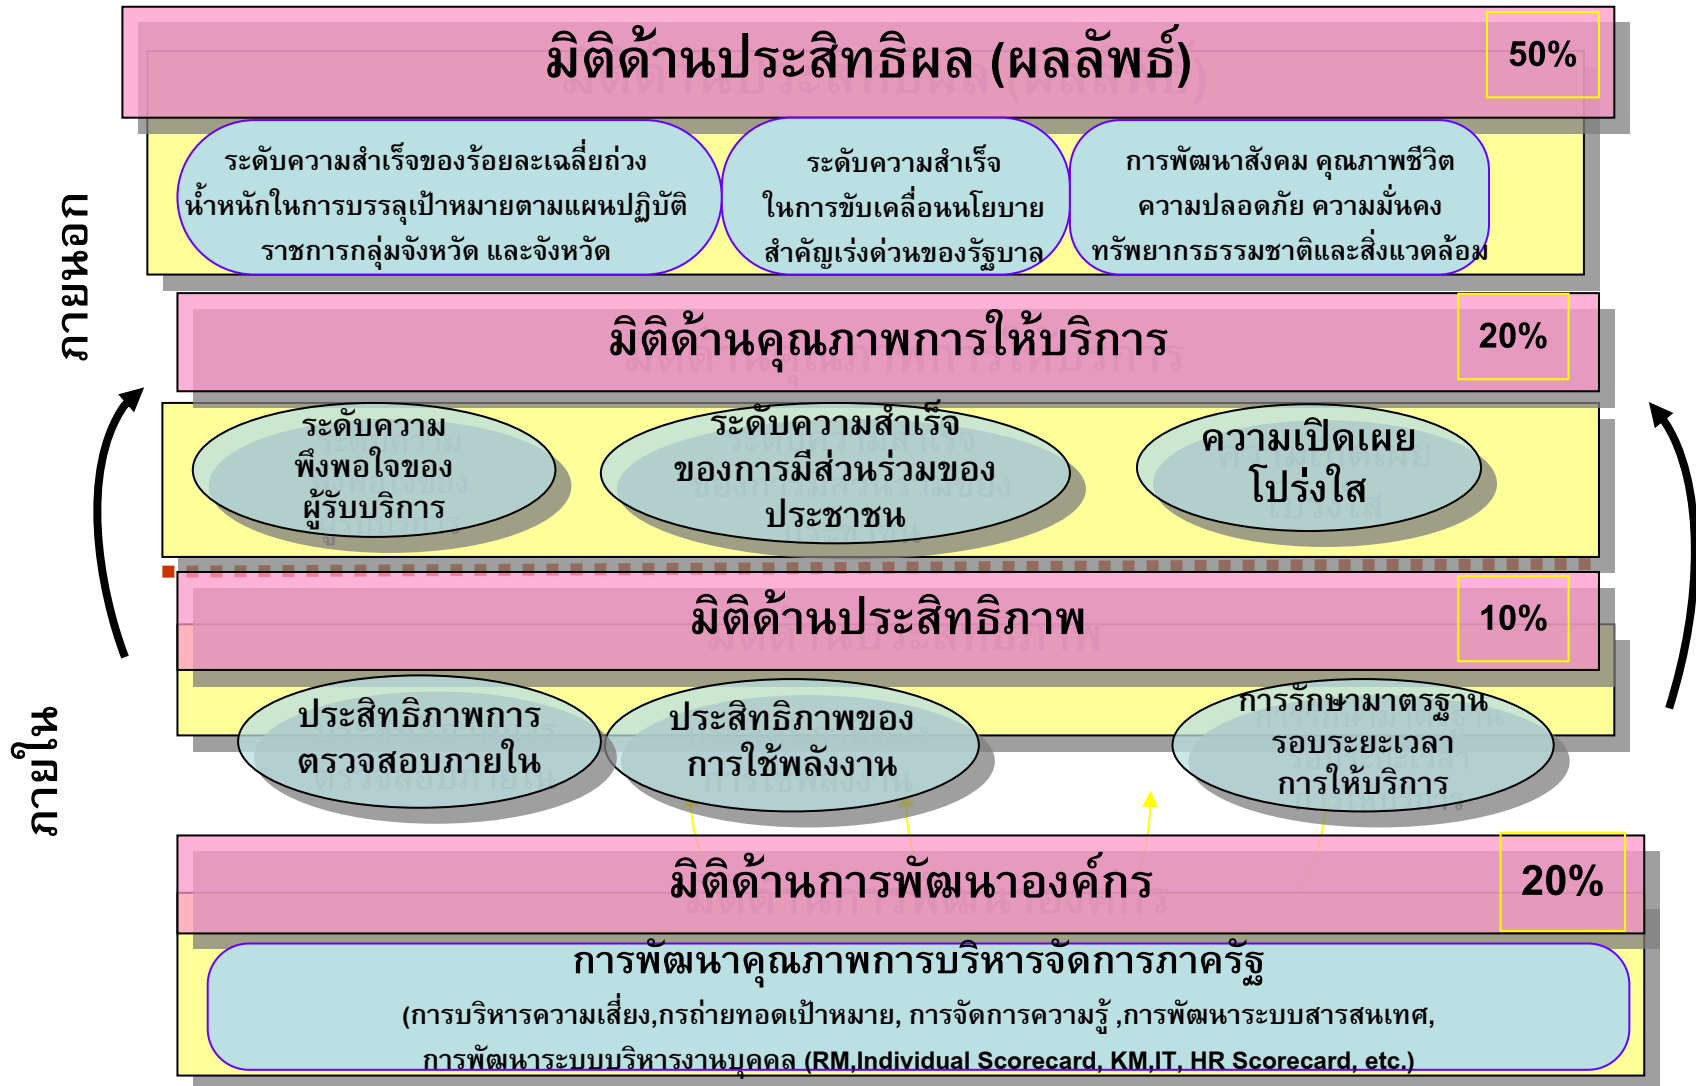 มิติด้านประสิทธิผล (ผลลัพธ์)
50%
ระดับความสำเร็จของร้อยละเฉลี่ยถ่วง
น้ำหนักในการบรรลุเป้าหมายตามแผนปฏิบัติ
ราชการกลุ่มจังหวัด และจังหวัด
ระดับความสำเร็จ
ในการขับเคลื่อนนโยบาย
สำคัญเร่งด่วนของรัฐบาล
การพัฒนาสังคม คุณภาพชีวิต
ความปลอดภัย ความมั่นคง
ทรัพยากรธรรมชาติและสิ่งแวดล้อม
ภายนอก
มิติด้านคุณภาพการให้บริการ
20%
ระดับความ
พึงพอใจของ
ผู้รับบริการ
ระดับความสำเร็จ
ของการมีส่วนร่วมของ
ประชาชน
ความเปิดเผย
โปร่งใส
มิติด้านประสิทธิภาพ
10%
ประสิทธิภาพการ
ตรวจสอบภายใน
ประสิทธิภาพของ
การใช้พลังงาน
การรักษามาตรฐาน
รอบระยะเวลา
การให้บริการ
ภายใน
มิติด้านการพัฒนาองค์กร
20%
การพัฒนาคุณภาพการบริหารจัดการภาครัฐ
(การบริหารความเสี่ยง,กรถ่ายทอดเป้าหมาย, การจัดการความรู้ ,การพัฒนาระบบสารสนเทศ,
การพัฒนาระบบบริหารงานบุคคล (RM,Individual Scorecard, KM,IT, HR Scorecard, etc.)